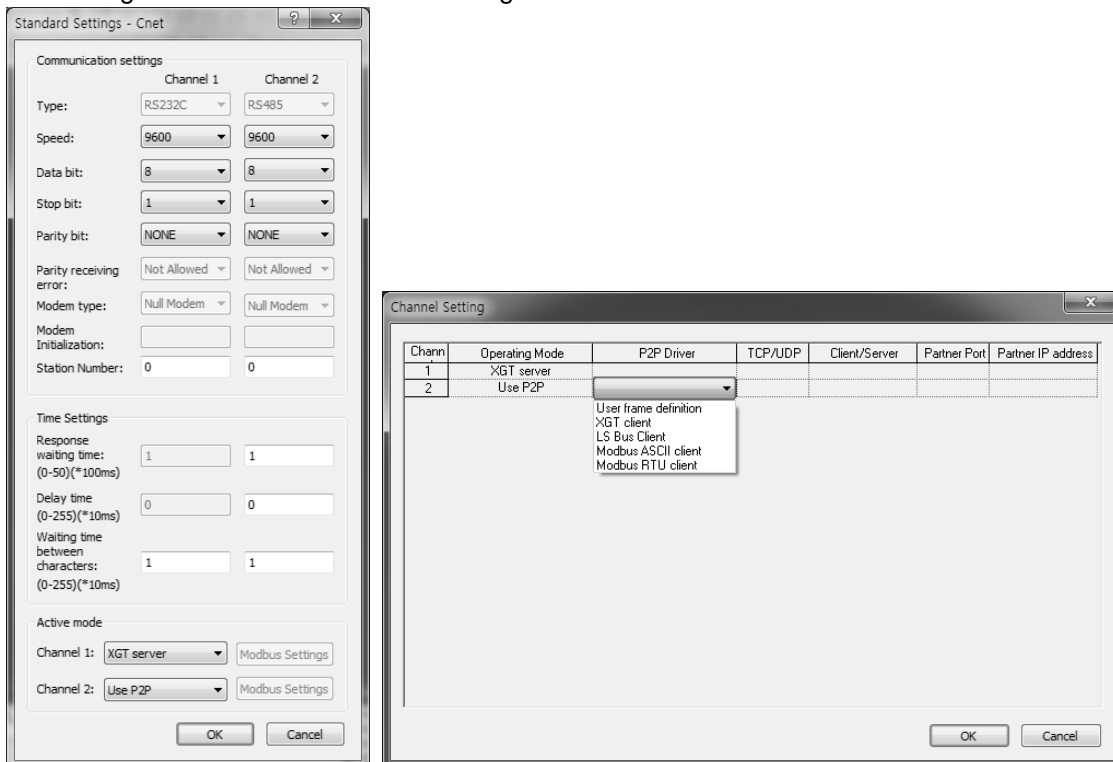 Standard Settings - Cnet
Communication settings
Channel 1 Channel 2
Type: RS232C RS485
Speed: 9600 9600
Data bit: 8 8
Stop bit: 1 1
Parity bit: NONE NONE
Parity receiving error: Not Allowed Not Allowed
Modem type: Null Modem Null Modem
Modem
Initialization:
Station Number: 0 0
Time Settings
Response
waiting time: 1 1
(0-50)(*100ms)
Delay time 0 0
(0-255)(*10ms)
Waiting time
between
characters: 1 1
(0-255)(*10ms)
Active mode
Channel 1: XGT server Modbus Settings
Channel 2: Use P2P Modbus Settings
OK Cancel
Channel Setting
Chann Operating Mode P2P Driver TCP/UDP Client/Server Partner Port Partner IP address
1 XGT server
2 Use P2P
User frame definition
XGT client
LS Bus Client
Modbus ASCII client
Modbus RTU client
OK Cancel